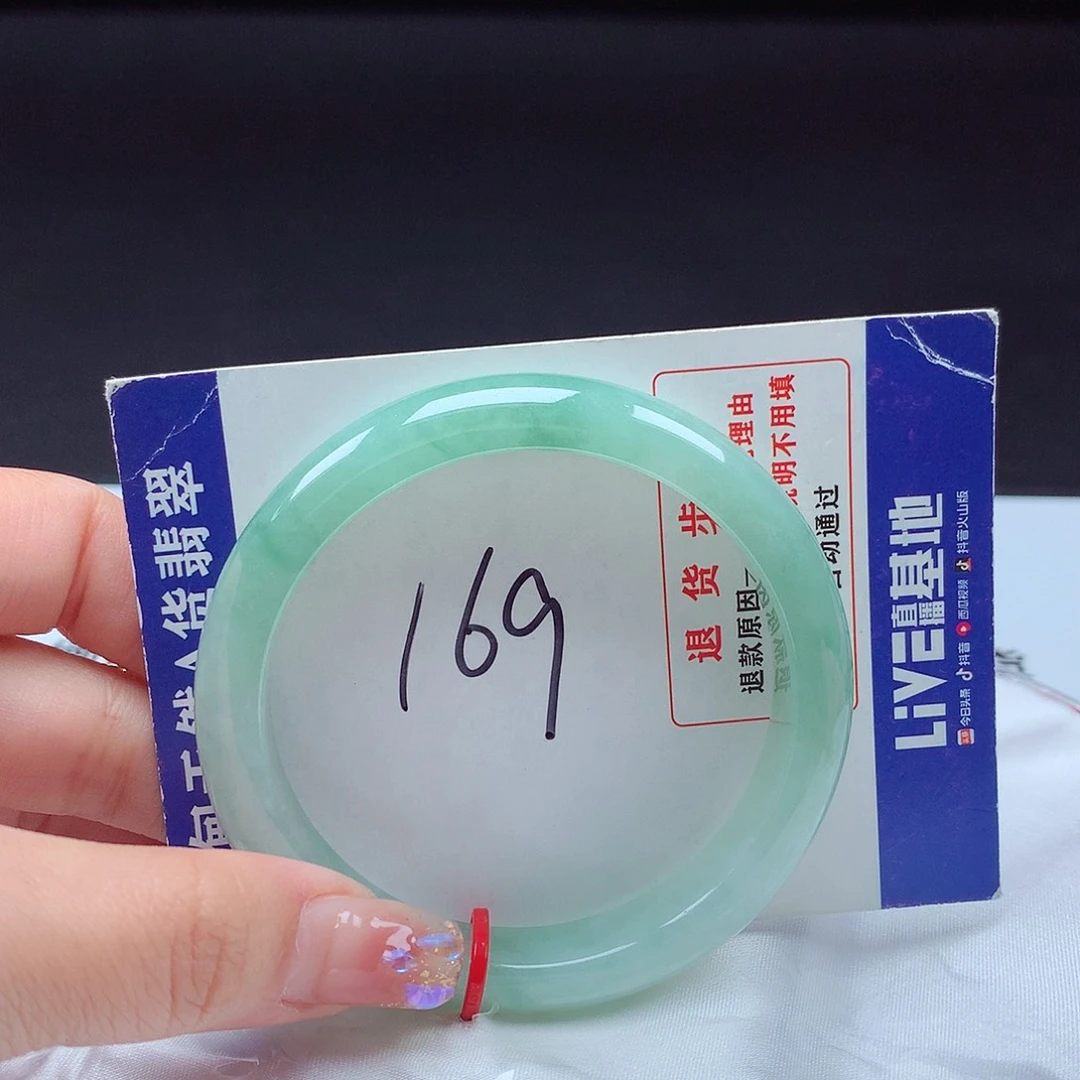 169
货翡翠
退货步
理由
明不用填
退款原因
动通过
LiVE直播基地
今日头条 抖音 西瓜视频 抖音火山版